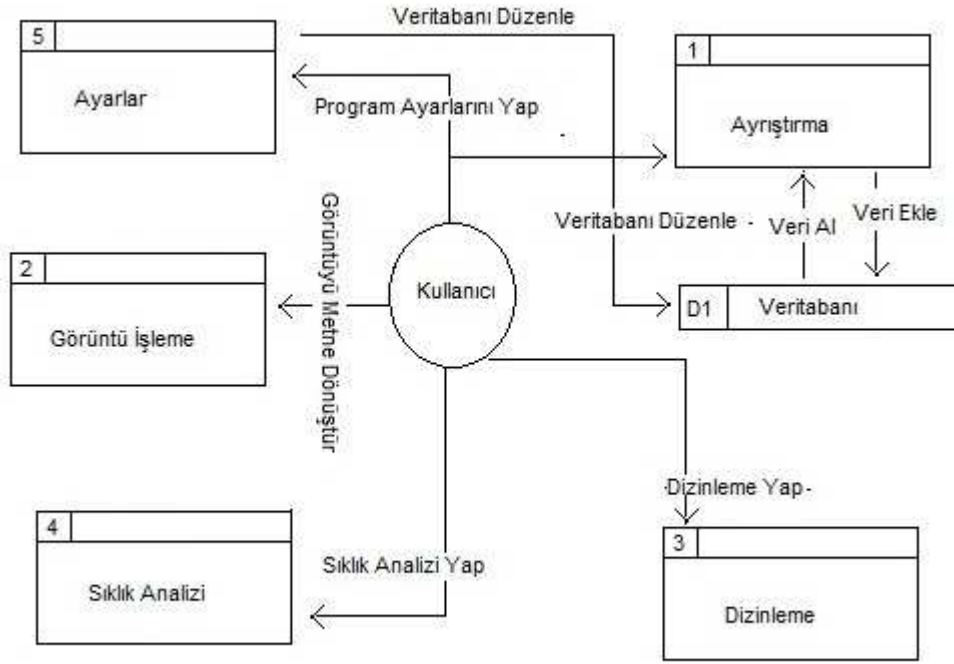 Veritabanı Düzenle
5
Ayarlar
1
Ayrıştırma
Program Ayarlarını Yap
Veritabanı Düzenle
Veri Al
Veri Ekle
Görüntüyü Metne Dönüştür
2
Görüntü İşleme
Kullanıcı
D1
Veritabanı
Dizinleme Yap
4
Sıklık Analizi
Sıklık Analizi Yap
3
Dizinleme